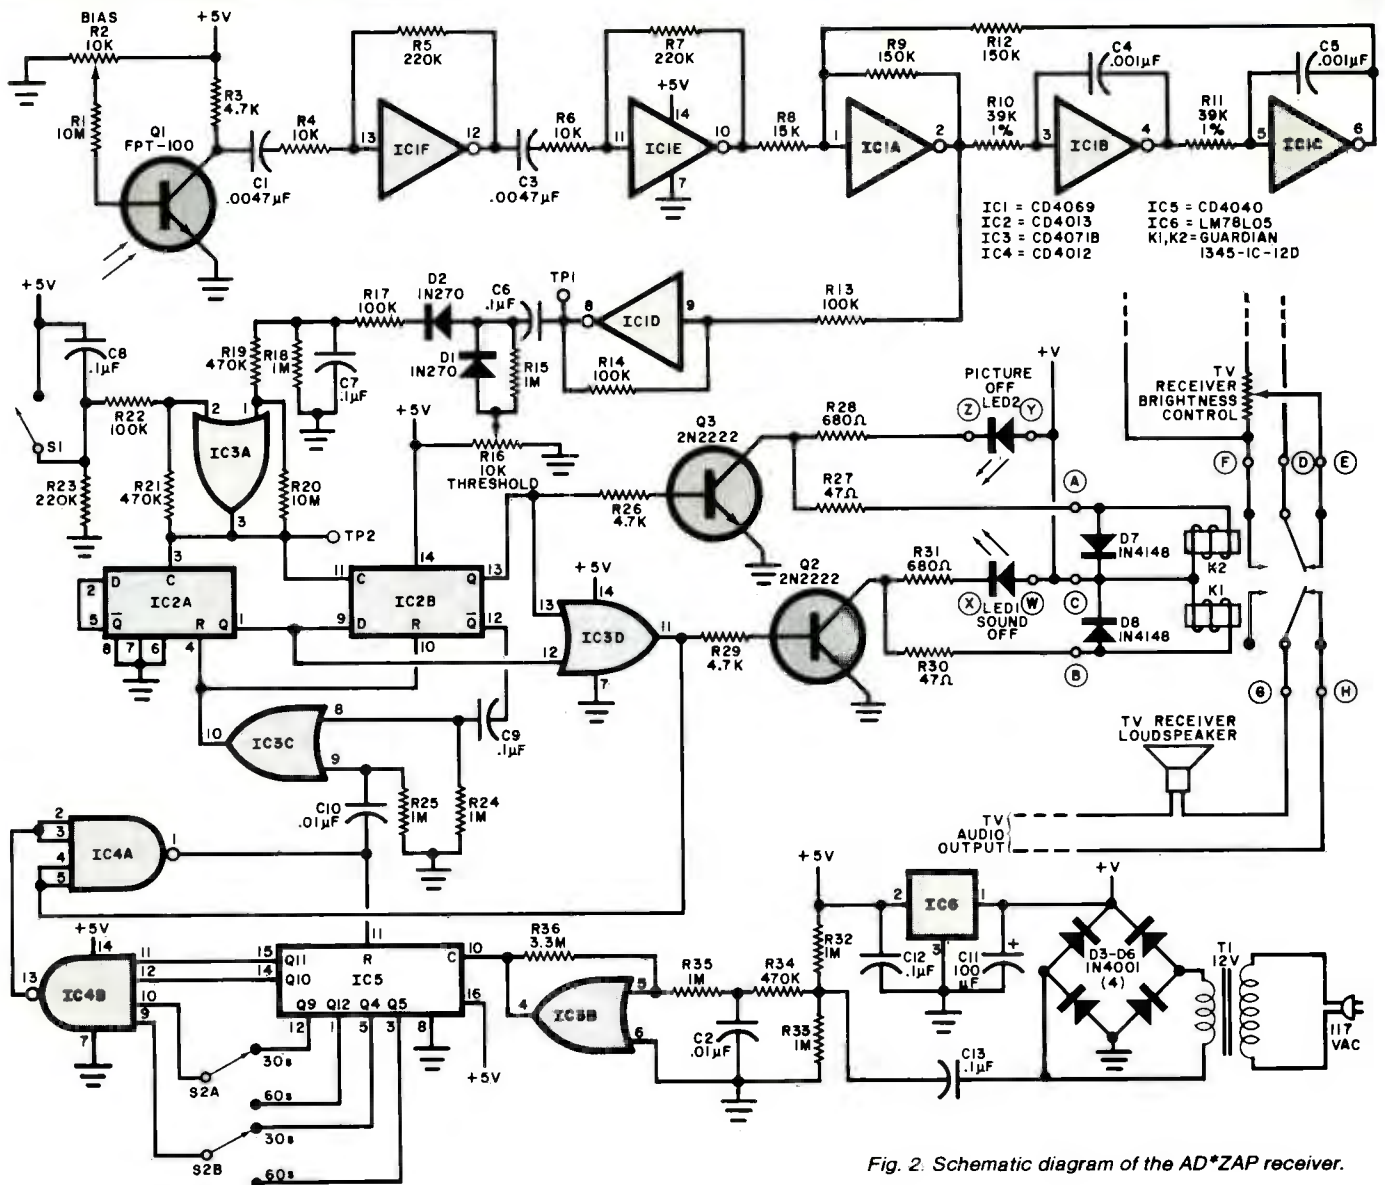 BIAS
R2
10K
+5V
R1
10M
R3
4.7K
Q1
FPT-100
C1
.0047µF
R4
10K
R5
220K
13
IC1F
12
C3
.0047µF
R6
10K
R7
220K
+5V
14
11
IC1E
10
7
R8
15K
R9
150K
R12
150K
1
IC1A
2
R10
39K
1%
C4
.001µF
3
IC1B
4
R11
39K
1%
C5
.001µF
5
IC1C
6
IC1 = CD4069
IC2 = CD4013
IC3 = CD4071B
IC4 = CD4012
IC5 = CD4040
IC6 = LM78L05
K1,K2=GUARDIAN
1345-1C-12D
+5V
C8
.1µF
S1
R23
220K
R22
100K
R21
470K
R19
470K
R18
1M
C7
.1µF
R17
100K
D2
1N270
D1
1N270
C6
.1µF
R15
1M
TP1
8
IC1D
9
R14
100K
R13
100K
2
1
IC3A
3
R20
10M
TP2
+5V
R16
10K
THRESHOLD
Q3
2N2222
R28
680Ω
R27
47Ω
R26
4.7K
PICTURE
OFF
LED2
Z
Y
+V
TV
RECEIVER
BRIGHTNESS
CONTROL
F
D
E
A
D7
1N4148
K2
K1
D8
1N4148
C
B
G
H
Q2
2N2222
R31
680Ω
X
W
LED1
SOUND
OFF
R30
47Ω
R29
4.7K
3
2
D
C
IC2A
5
Q
R
Q
1
8
7
6
4
14
11
C
Q
13
IC2B
9
D
R
Q
12
10
+5V
14
13
IC3D
11
12
7
10
IC3C
8
9
C9
.1µF
C10
.01µF
R25
1M
R24
1M
TV RECEIVER
LOUDSPEAKER
TV
AUDIO
OUTPUT
2
3
4
5
IC4A
1
+5V
14
13
IC4B
11
12
10
9
7
15
14
Q11
Q10
11
R
C
10
IC5
16
Q9
Q12
Q4
Q5
12
1
5
3
8
+5V
30s
S2A
60s
30s
S2B
60s
R36
3.3M
4
IC3B
5
6
R35
1M
R34
470K
C2
.01µF
+5V
R32
1M
R33
1M
2
IC6
1
3
C12
.1µF
C11
100
µF
+
+V
D3-D6
1N4001
(4)
T1
12V
117
VAC
C13
.1µF
Fig. 2. Schematic diagram of the AD*ZAP receiver.